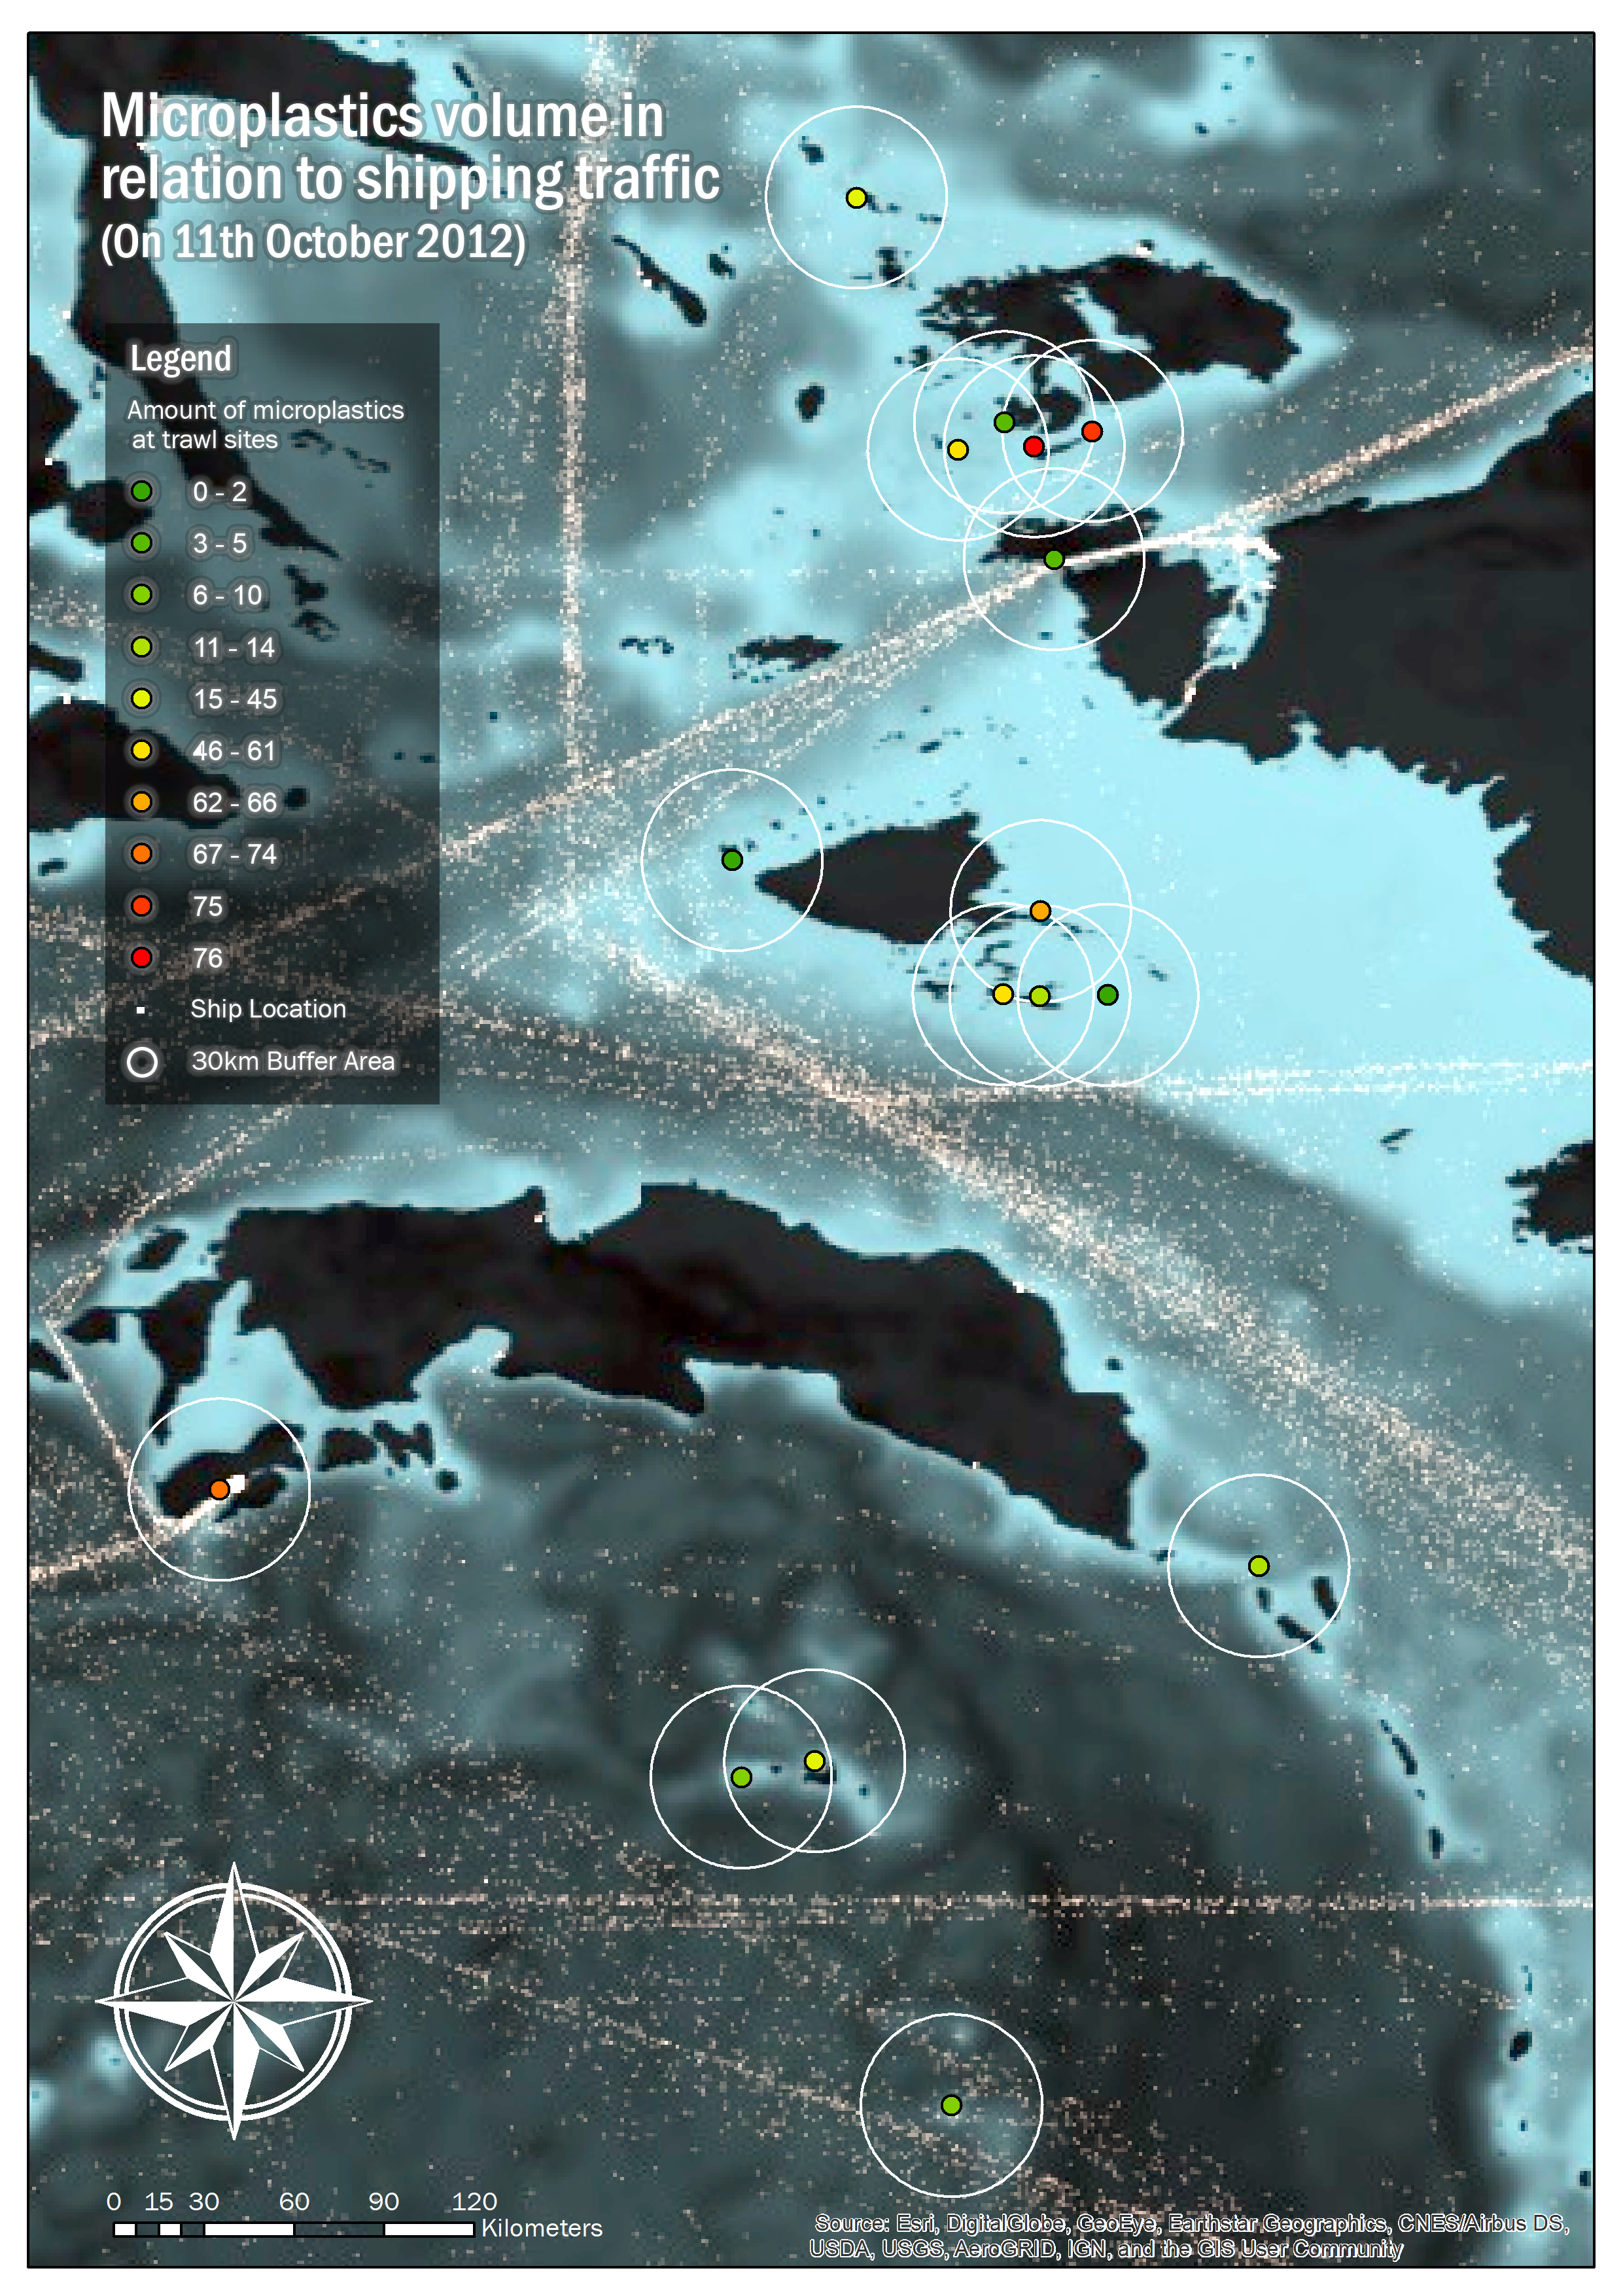 Microplastics volume in
relation to shipping traffic
(On 11th October 2012)
Legend
Amount of microplastics
at trawl sites
0 - 2
3 - 5
6 - 10
11 - 14
15 - 45
46 - 61
62 - 66
67 - 74
75
76
Ship Location
30km Buffer Area
0 15 30 60 90 120
Kilometers
Source: Esri, DigitalGlobe, GeoEye, Earthstar Geographics, CNES/Airbus DS,
USDA, USGS, AeroGRID, IGN, and the GIS User Community